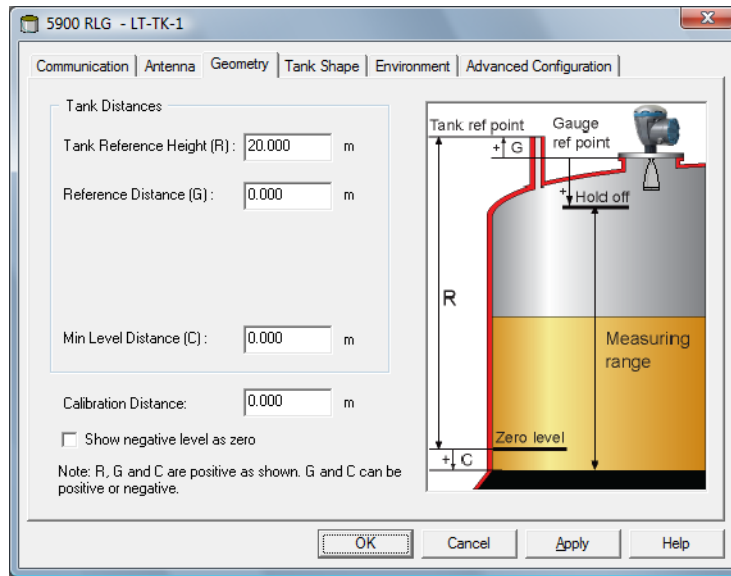 5900 RLG - LT-TK-1
x
Communication
Antenna
Geometry
Tank Shape
Environment
Advanced Configuration
Tank Distances
Tank Reference Height (R) : 20.000 m
Reference Distance (G) : 0.000 m
Min Level Distance (C) : 0.000 m
Calibration Distance: 0.000 m
Show negative level as zero
Note: R, G and C are positive as shown. G and C can be
positive or negative.
Tank ref point
Gauge
ref point
+ G
+
Hold off
R
Measuring
range
Zero level
+ C
OK
Cancel
Apply
Help